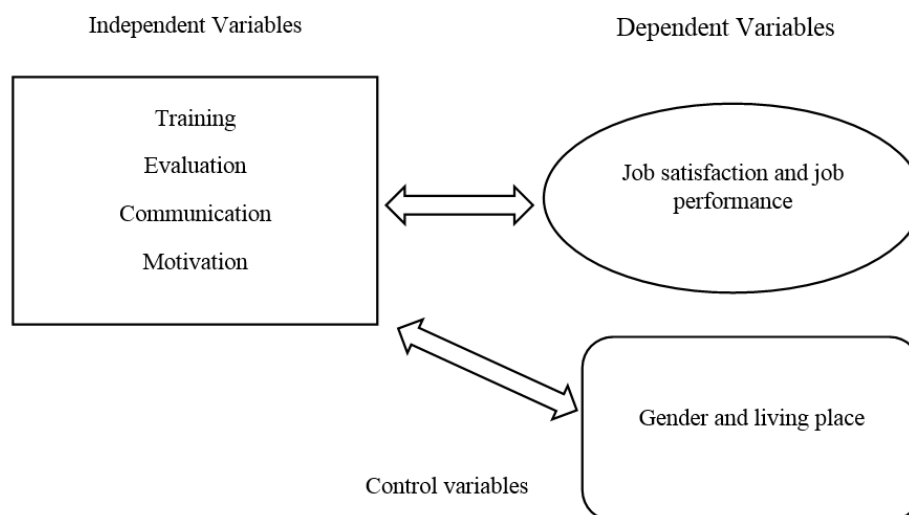 Independent Variables
Dependent Variables
Training
Evaluation
Communication
Motivation
Job satisfaction and job
performance
Gender and living place
Control variables